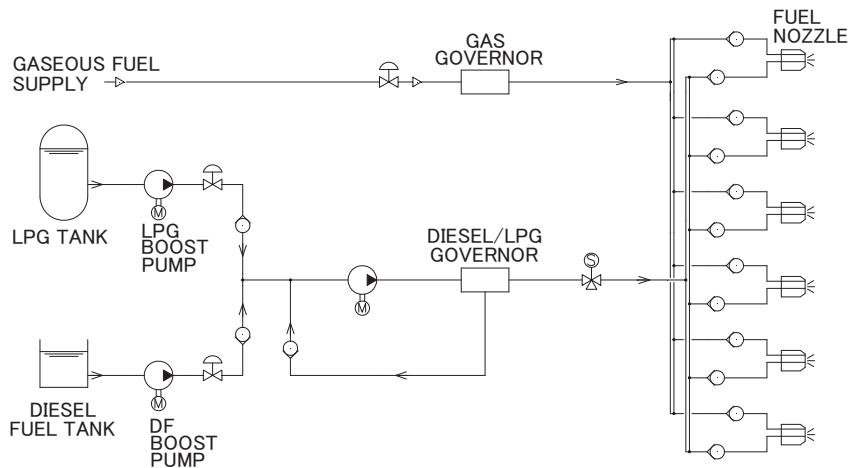 FUEL
NOZZLE
GAS
GOVERNOR
GASEOUS FUEL
SUPPLY
M
LPG TANK
LPG
BOOST
PUMP
DIESEL/LPG
GOVERNOR
S
M
M
DIESEL
FUEL TANK
DF
BOOST
PUMP